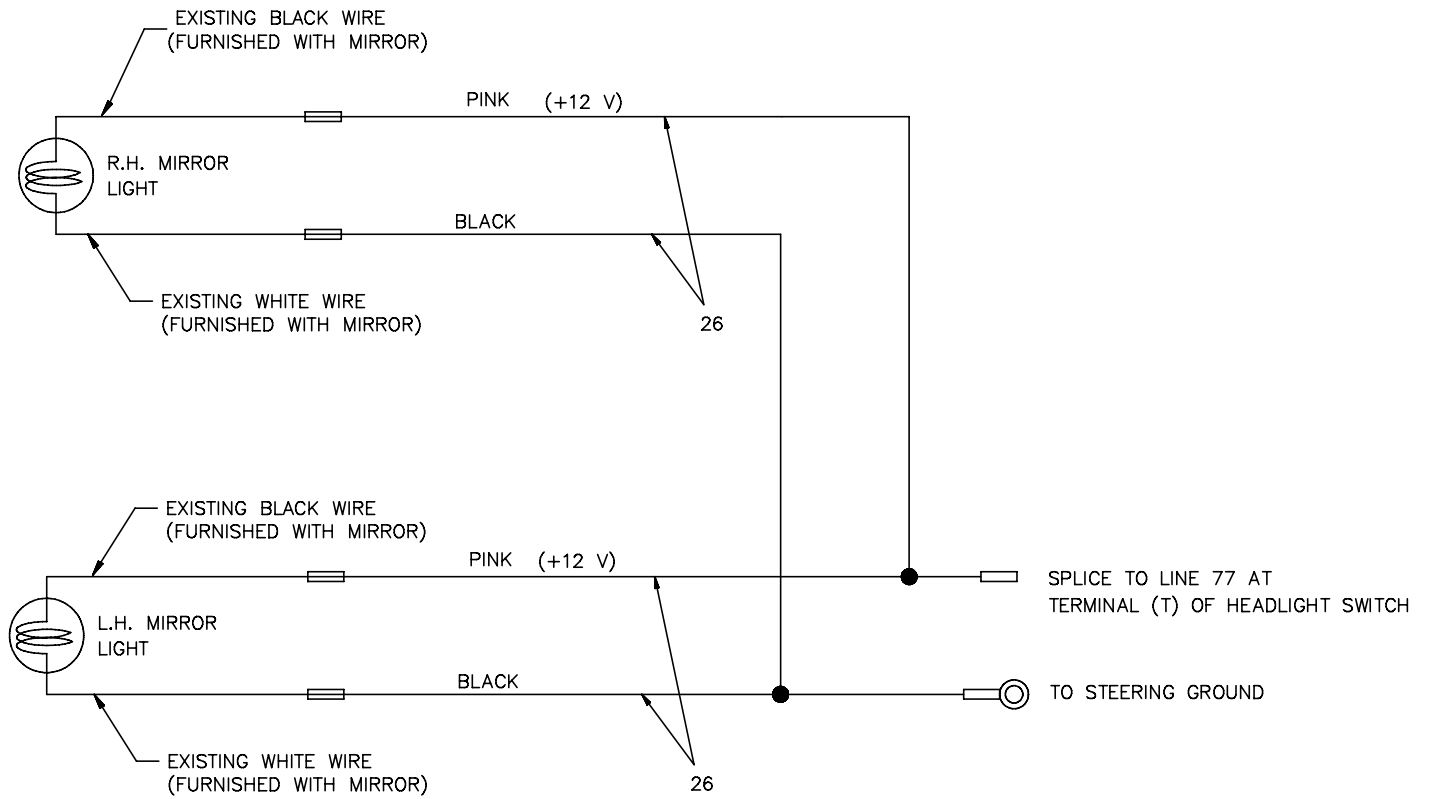 EXISTING BLACK WIRE
(FURNISHED WITH MIRROR)
PINK (+12 V)
R.H. MIRROR
LIGHT
BLACK
EXISTING WHITE WIRE
(FURNISHED WITH MIRROR)
26
EXISTING BLACK WIRE
(FURNISHED WITH MIRROR)
PINK (+12 V)
SPLICE TO LINE 77 AT
TERMINAL (T) OF HEADLIGHT SWITCH
L.H. MIRROR
LIGHT
BLACK
TO STEERING GROUND
EXISTING WHITE WIRE
(FURNISHED WITH MIRROR)
26